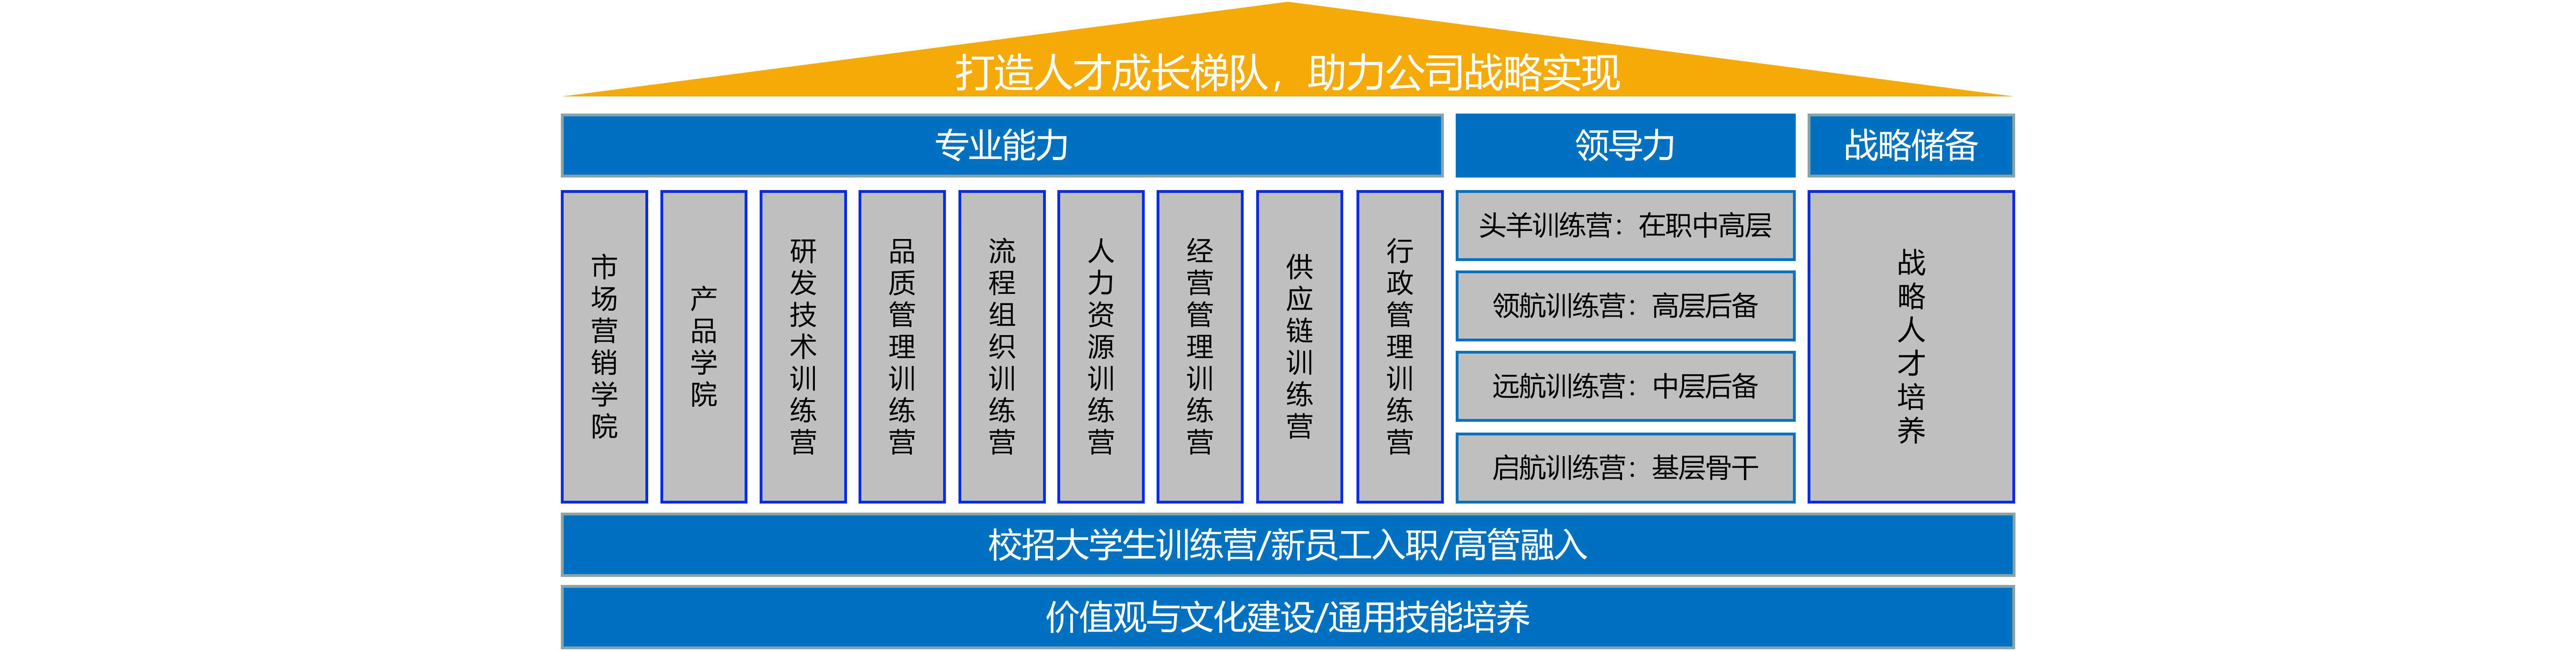 打造人才成长梯队，助力公司战略实现
专业能力
领导力
战略储备
市场营销学院
产品学院
研发技术训练营
品质管理训练营
流程组织训练营
人力资源训练营
经营管理训练营
供应链训练营
行政管理训练营
头羊训练营：在职中高层
领航训练营：高层后备
远航训练营：中层后备
启航训练营：基层骨干
战略人才培养
校招大学生训练营/新员工入职/高管融入
价值观与文化建设/通用技能培养